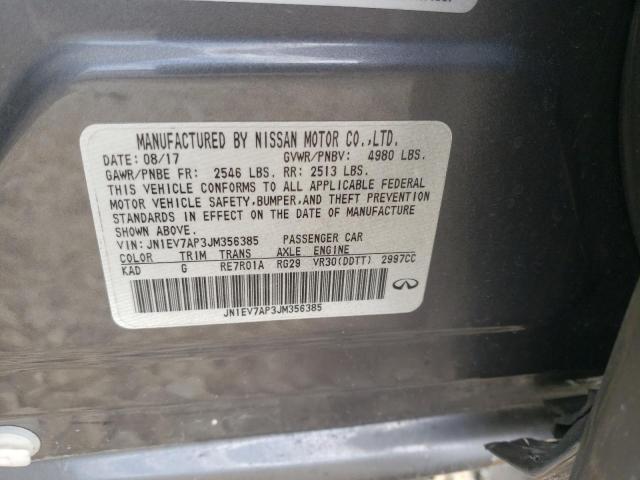 MANUFACTURED BY NISSAN MOTOR CO.,LTD.
DATE: 08/17 GVWR/PNBV: 4980 LBS.
GAWR/PNBE FR: 2546 LBS. RR: 2513 LBS.
THIS VEHICLE CONFORMS TO ALL APPLICABLE FEDERAL
MOTOR VEHICLE SAFETY,BUMPER,AND THEFT PREVENTION
STANDARDS IN EFFECT ON THE DATE OF MANUFACTURE
SHOWN ABOVE.
VIN: JN1EV7AP3JM356385 PASSENGER CAR
COLOR TRIM TRANS AXLE ENGINE
KAD G RE7R01A RG29 VR30(DDTT) 2997CC
JN1EV7AP3JM356385